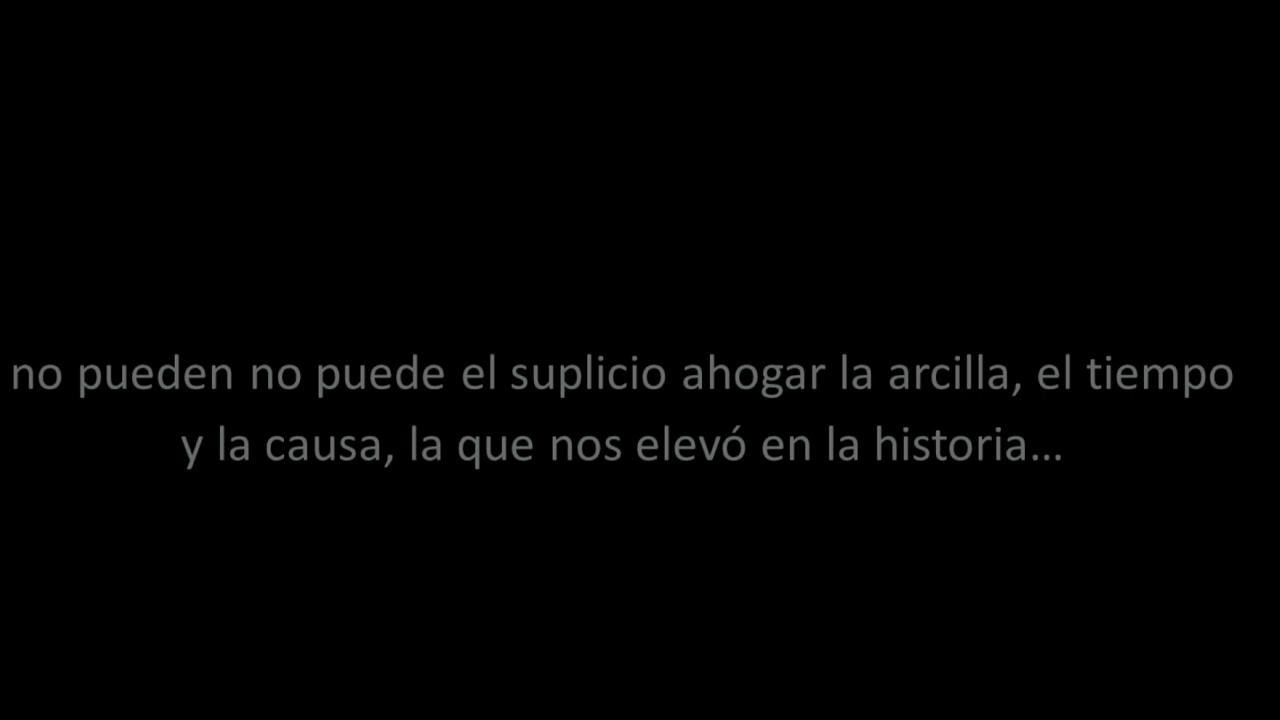 no pueden no puede el suplicio ahogar la arcilla, el tiempo
y la causa, la que nos elevó en la historia...